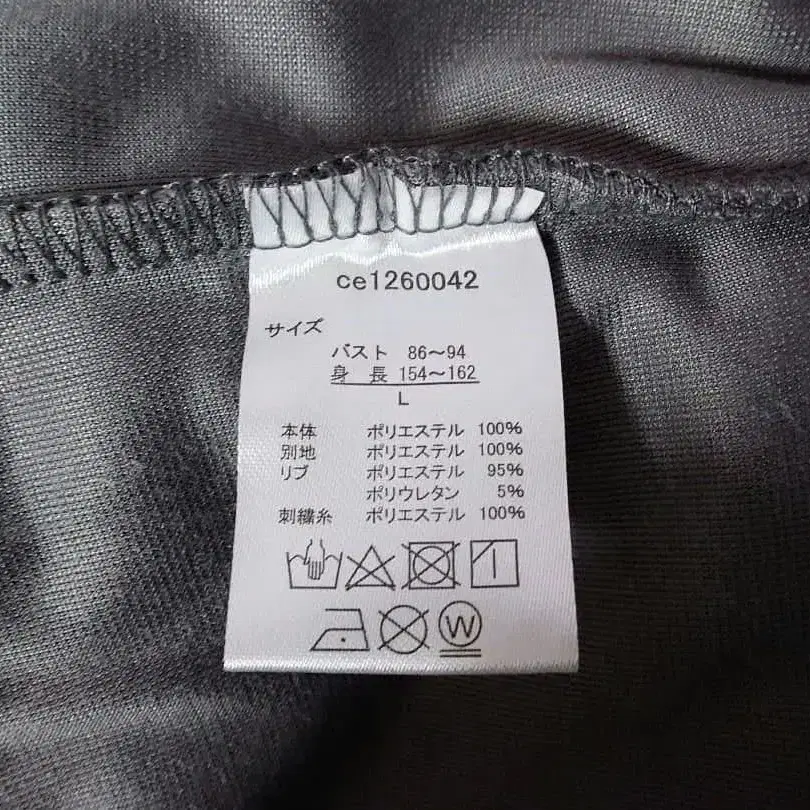 ce1260042
サイズ
バスト 86～94
身 長 154～162
L
本体 ポリエステル 100%
別地 ポリエステル 100%
リブ ポリエステル 95%
ポリウレタン 5%
刺繍糸 ポリエステル 100%
W